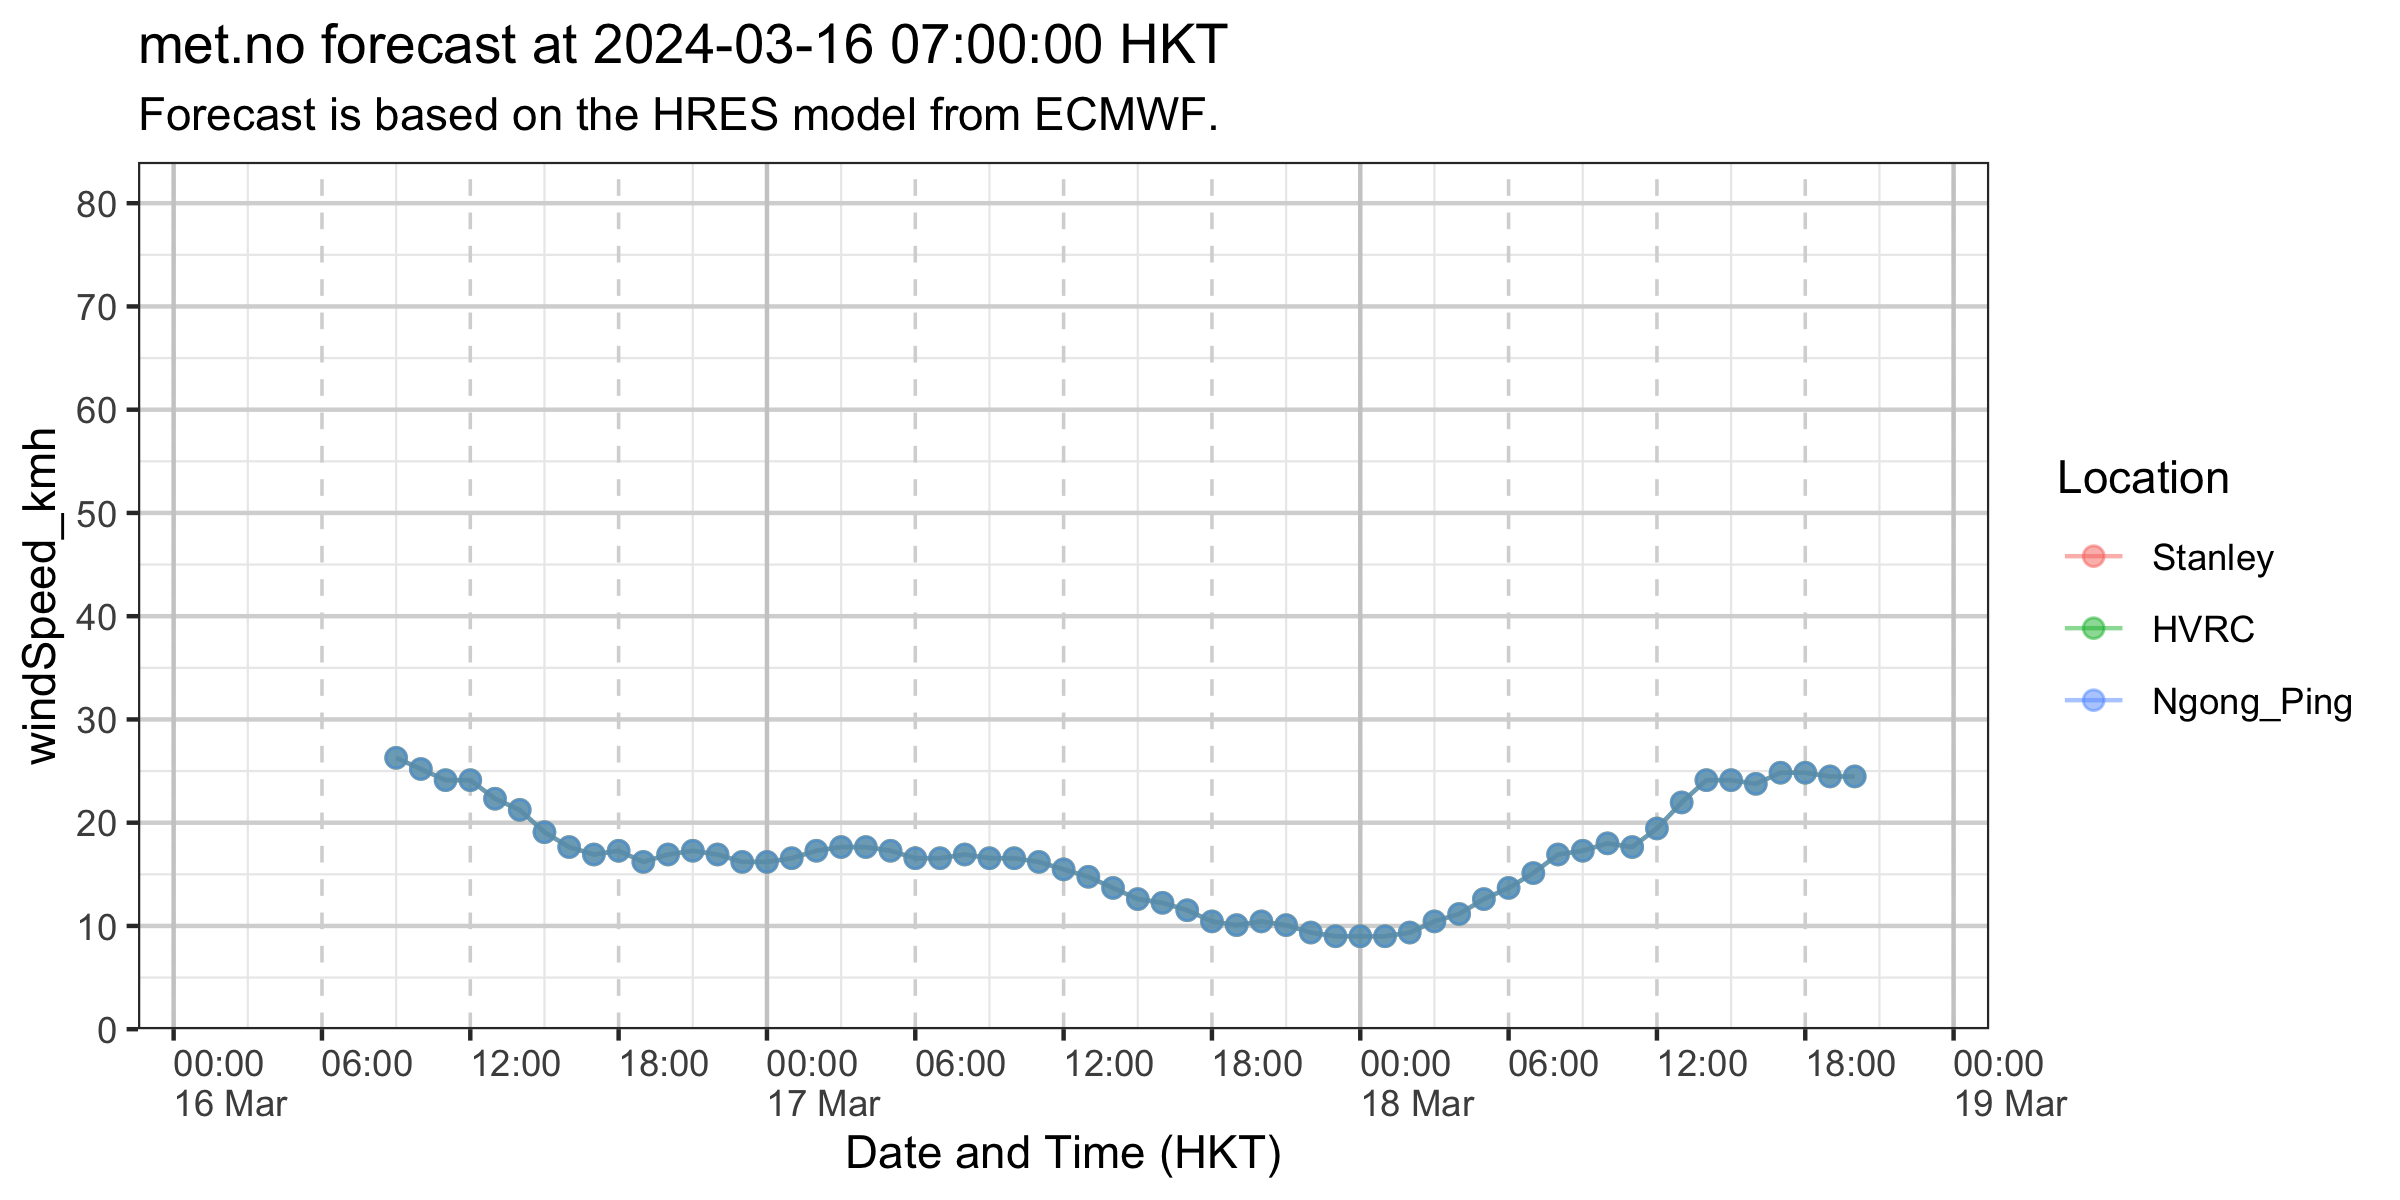 met.no forecast at 2024-03-16 07:00:00 HKT
Forecast is based on the HRES model from ECMWF.
windSpeed_kmh
80
70
60
50
40
30
20
10
0
00:00 06:00 12:00 18:00 00:00 06:00 12:00 18:00 00:00 06:00 12:00 18:00 00:00
16 Mar 17 Mar 18 Mar 19 Mar
Date and Time (HKT)
Location
Stanley
HVRC
Ngong_Ping